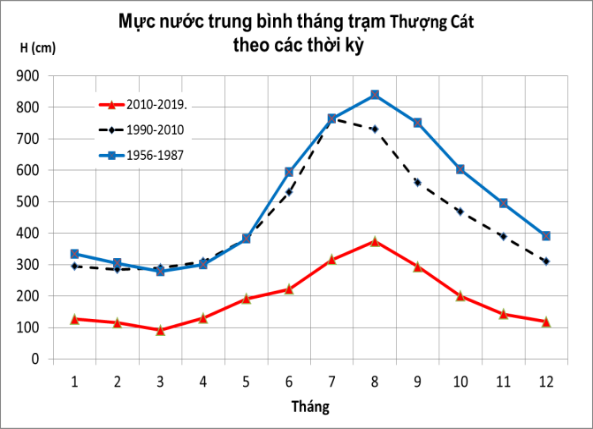 Mực nước trung bình tháng trạm Thượng Cát
theo các thời kỳ
H (cm)
900
800
700
600
500
400
300
200
100
0
2010-2019.
1990-2010
1956-1987
1 2 3 4 5 6 7 8 9 10 11 12
Tháng